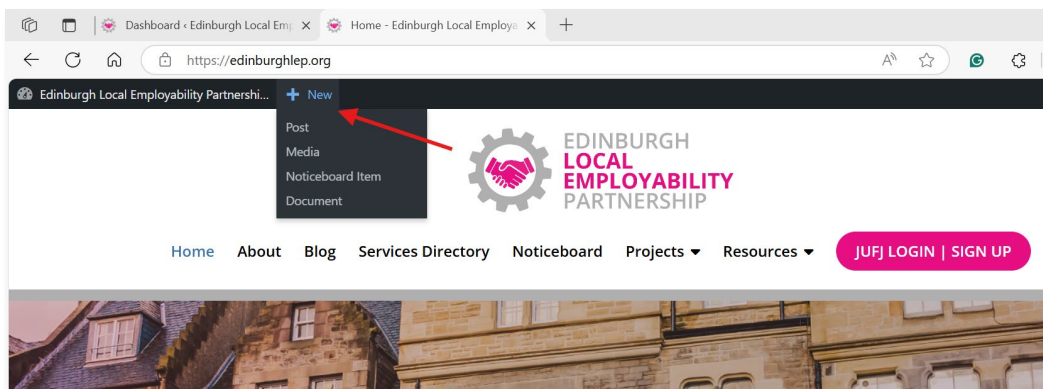 Dashboard ‹ Edinburgh Local Emp
Home - Edinburgh Local Employa
https://edinburghlep.org
Edinburgh Local Employability Partnershi...
New
Post
Media
Noticeboard Item
Document
EDINBURGH
LOCAL
EMPLOYABILITY
PARTNERSHIP
Home About Blog Services Directory Noticeboard Projects Resources JUFJ LOGIN | SIGN UP